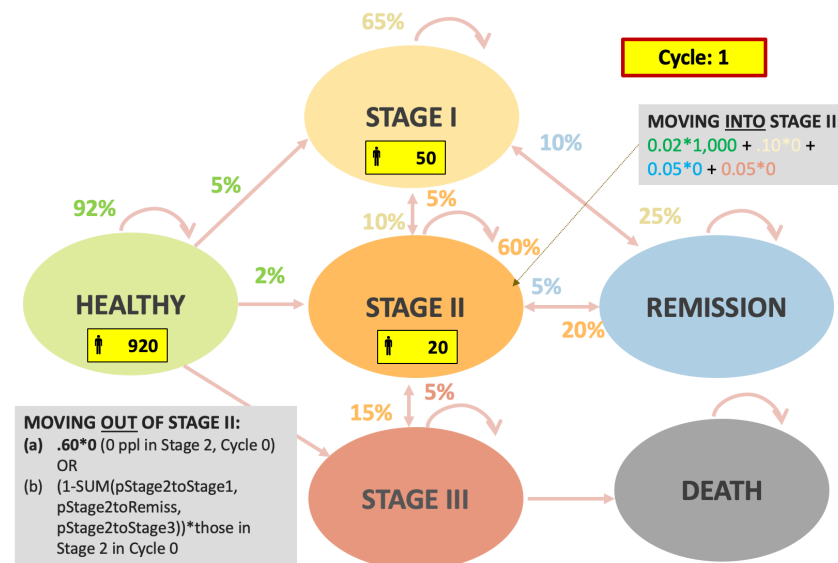 65%
Cycle: 1
STAGE I
50
MOVING INTO STAGE II
0.02*1,000 + .10*0 +
0.05*0 + 0.05*0
10%
5%
5%
92%
10%
25%
60%
2%
HEALTHY
920
STAGE II
20
5%
20%
REMISSION
5%
15%
MOVING OUT OF STAGE II:
(a) .60*0 (0 ppl in Stage 2, Cycle 0)
OR
(b) (1-SUM(pStage2toStage1,
pStage2toRemiss,
pStage2toStage3))*those in
Stage 2 in Cycle 0
STAGE III
DEATH